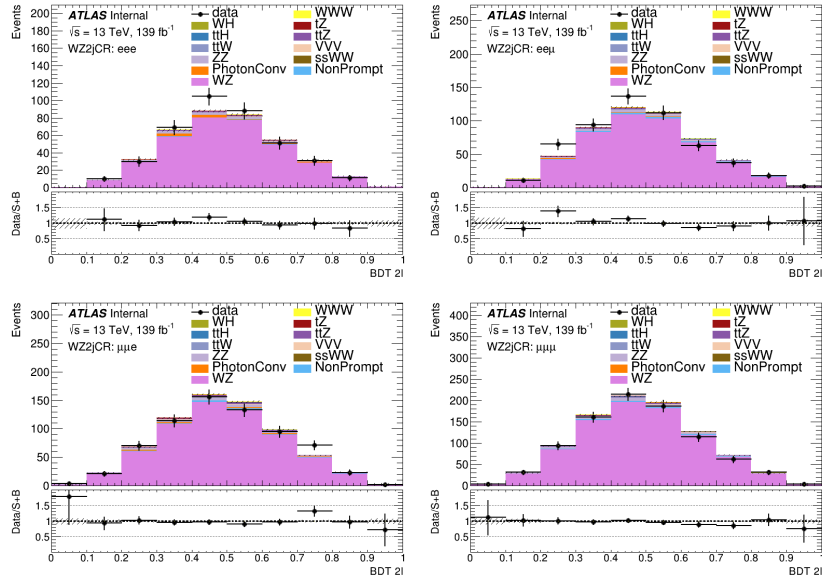 Events
200
180
160
140
120
100
80
60
40
20
0
ATLAS Internal
√s = 13 TeV, 139 fb⁻¹
WZ2jCR: eee
data
WH
ttH
ttW
ZZ
PhotonConv
WZ
WWW
tZ
ttZ
VVV
ssWW
NonPrompt
Data/S+B
1.5
1
0.5
0 0.1 0.2 0.3 0.4 0.5 0.6 0.7 0.8 0.9 1
BDT 2l
Events
250
200
150
100
50
0
ATLAS Internal
√s = 13 TeV, 139 fb⁻¹
WZ2jCR: eeμ
data
WH
ttH
ttW
ZZ
PhotonConv
WZ
WWW
tZ
ttZ
VVV
ssWW
NonPrompt
Data/S+B
1.5
1
0.5
0 0.1 0.2 0.3 0.4 0.5 0.6 0.7 0.8 0.9 1
BDT 2l
Events
300
250
200
150
100
50
0
ATLAS Internal
√s = 13 TeV, 139 fb⁻¹
WZ2jCR: μμe
data
WH
ttH
ttW
ZZ
PhotonConv
WZ
WWW
tZ
ttZ
VVV
ssWW
NonPrompt
Data/S+B
1.5
1
0.5
0 0.1 0.2 0.3 0.4 0.5 0.6 0.7 0.8 0.9 1
BDT 2l
Events
400
350
300
250
200
150
100
50
0
ATLAS Internal
√s = 13 TeV, 139 fb⁻¹
WZ2jCR: μμμ
data
WH
ttH
ttW
ZZ
PhotonConv
WZ
WWW
tZ
ttZ
VVV
ssWW
NonPrompt
Data/S+B
1.5
1
0.5
0 0.1 0.2 0.3 0.4 0.5 0.6 0.7 0.8 0.9 1
BDT 2l